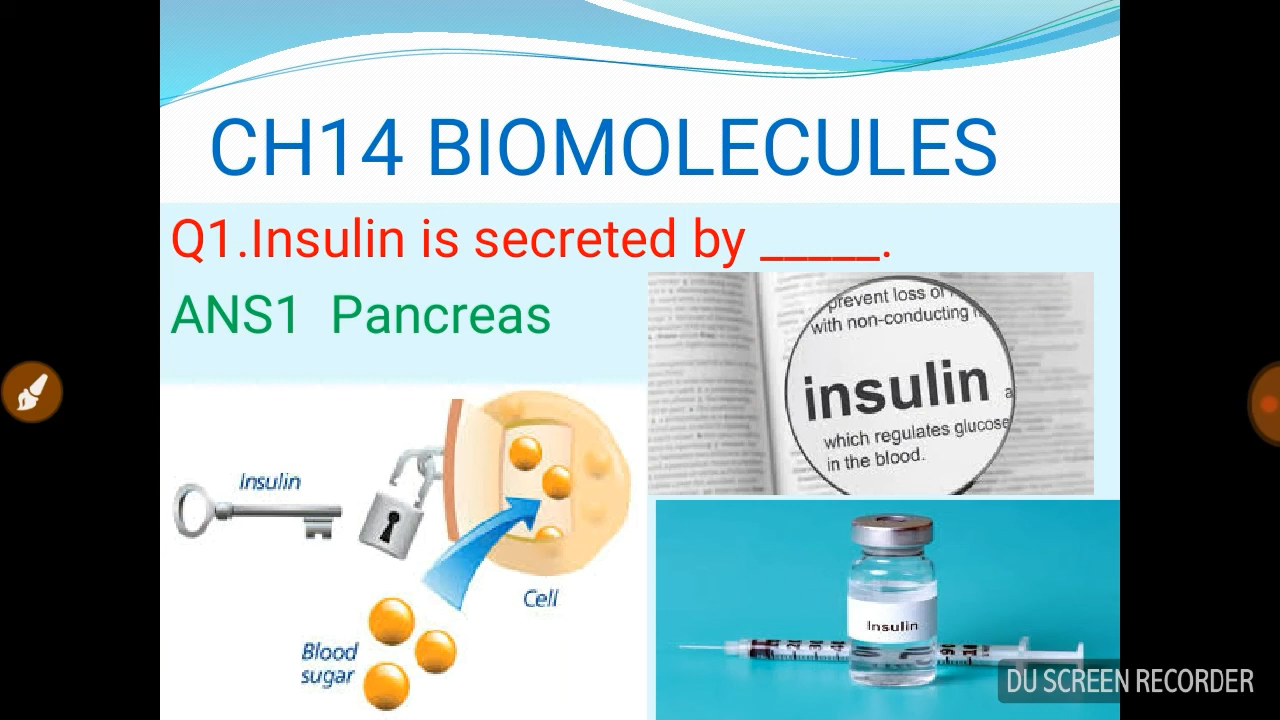 CH14 BIOMOLECULES
Q1.Insulin is secreted by _____.
ANS1 Pancreas
prevent loss of
with non-conducting
insulin
a
which regulates glucose
in the blood.
Insulin
Cell
Blood
sugar
Insulin
DU SCREEN RECORDER